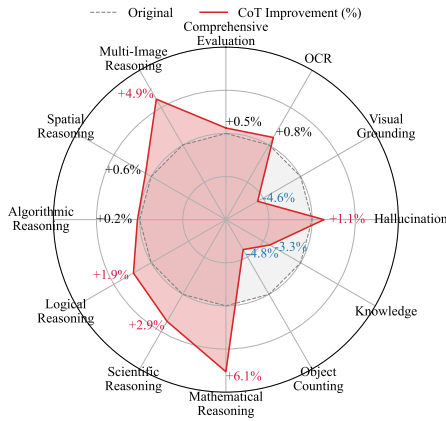 Original
CoT Improvement (%)
Comprehensive
Evaluation
OCR
Visual
Grounding
Hallucination
Knowledge
Object
Counting
Mathematical
Reasoning
Scientific
Reasoning
Logical
Reasoning
Algorithmic
Reasoning
Spatial
Reasoning
Multi-Image
Reasoning
+0.5%
+0.8%
-4.6%
+1.1%
-3.3%
-4.8%
+6.1%
+2.9%
+1.9%
+0.2%
+0.6%
+4.9%